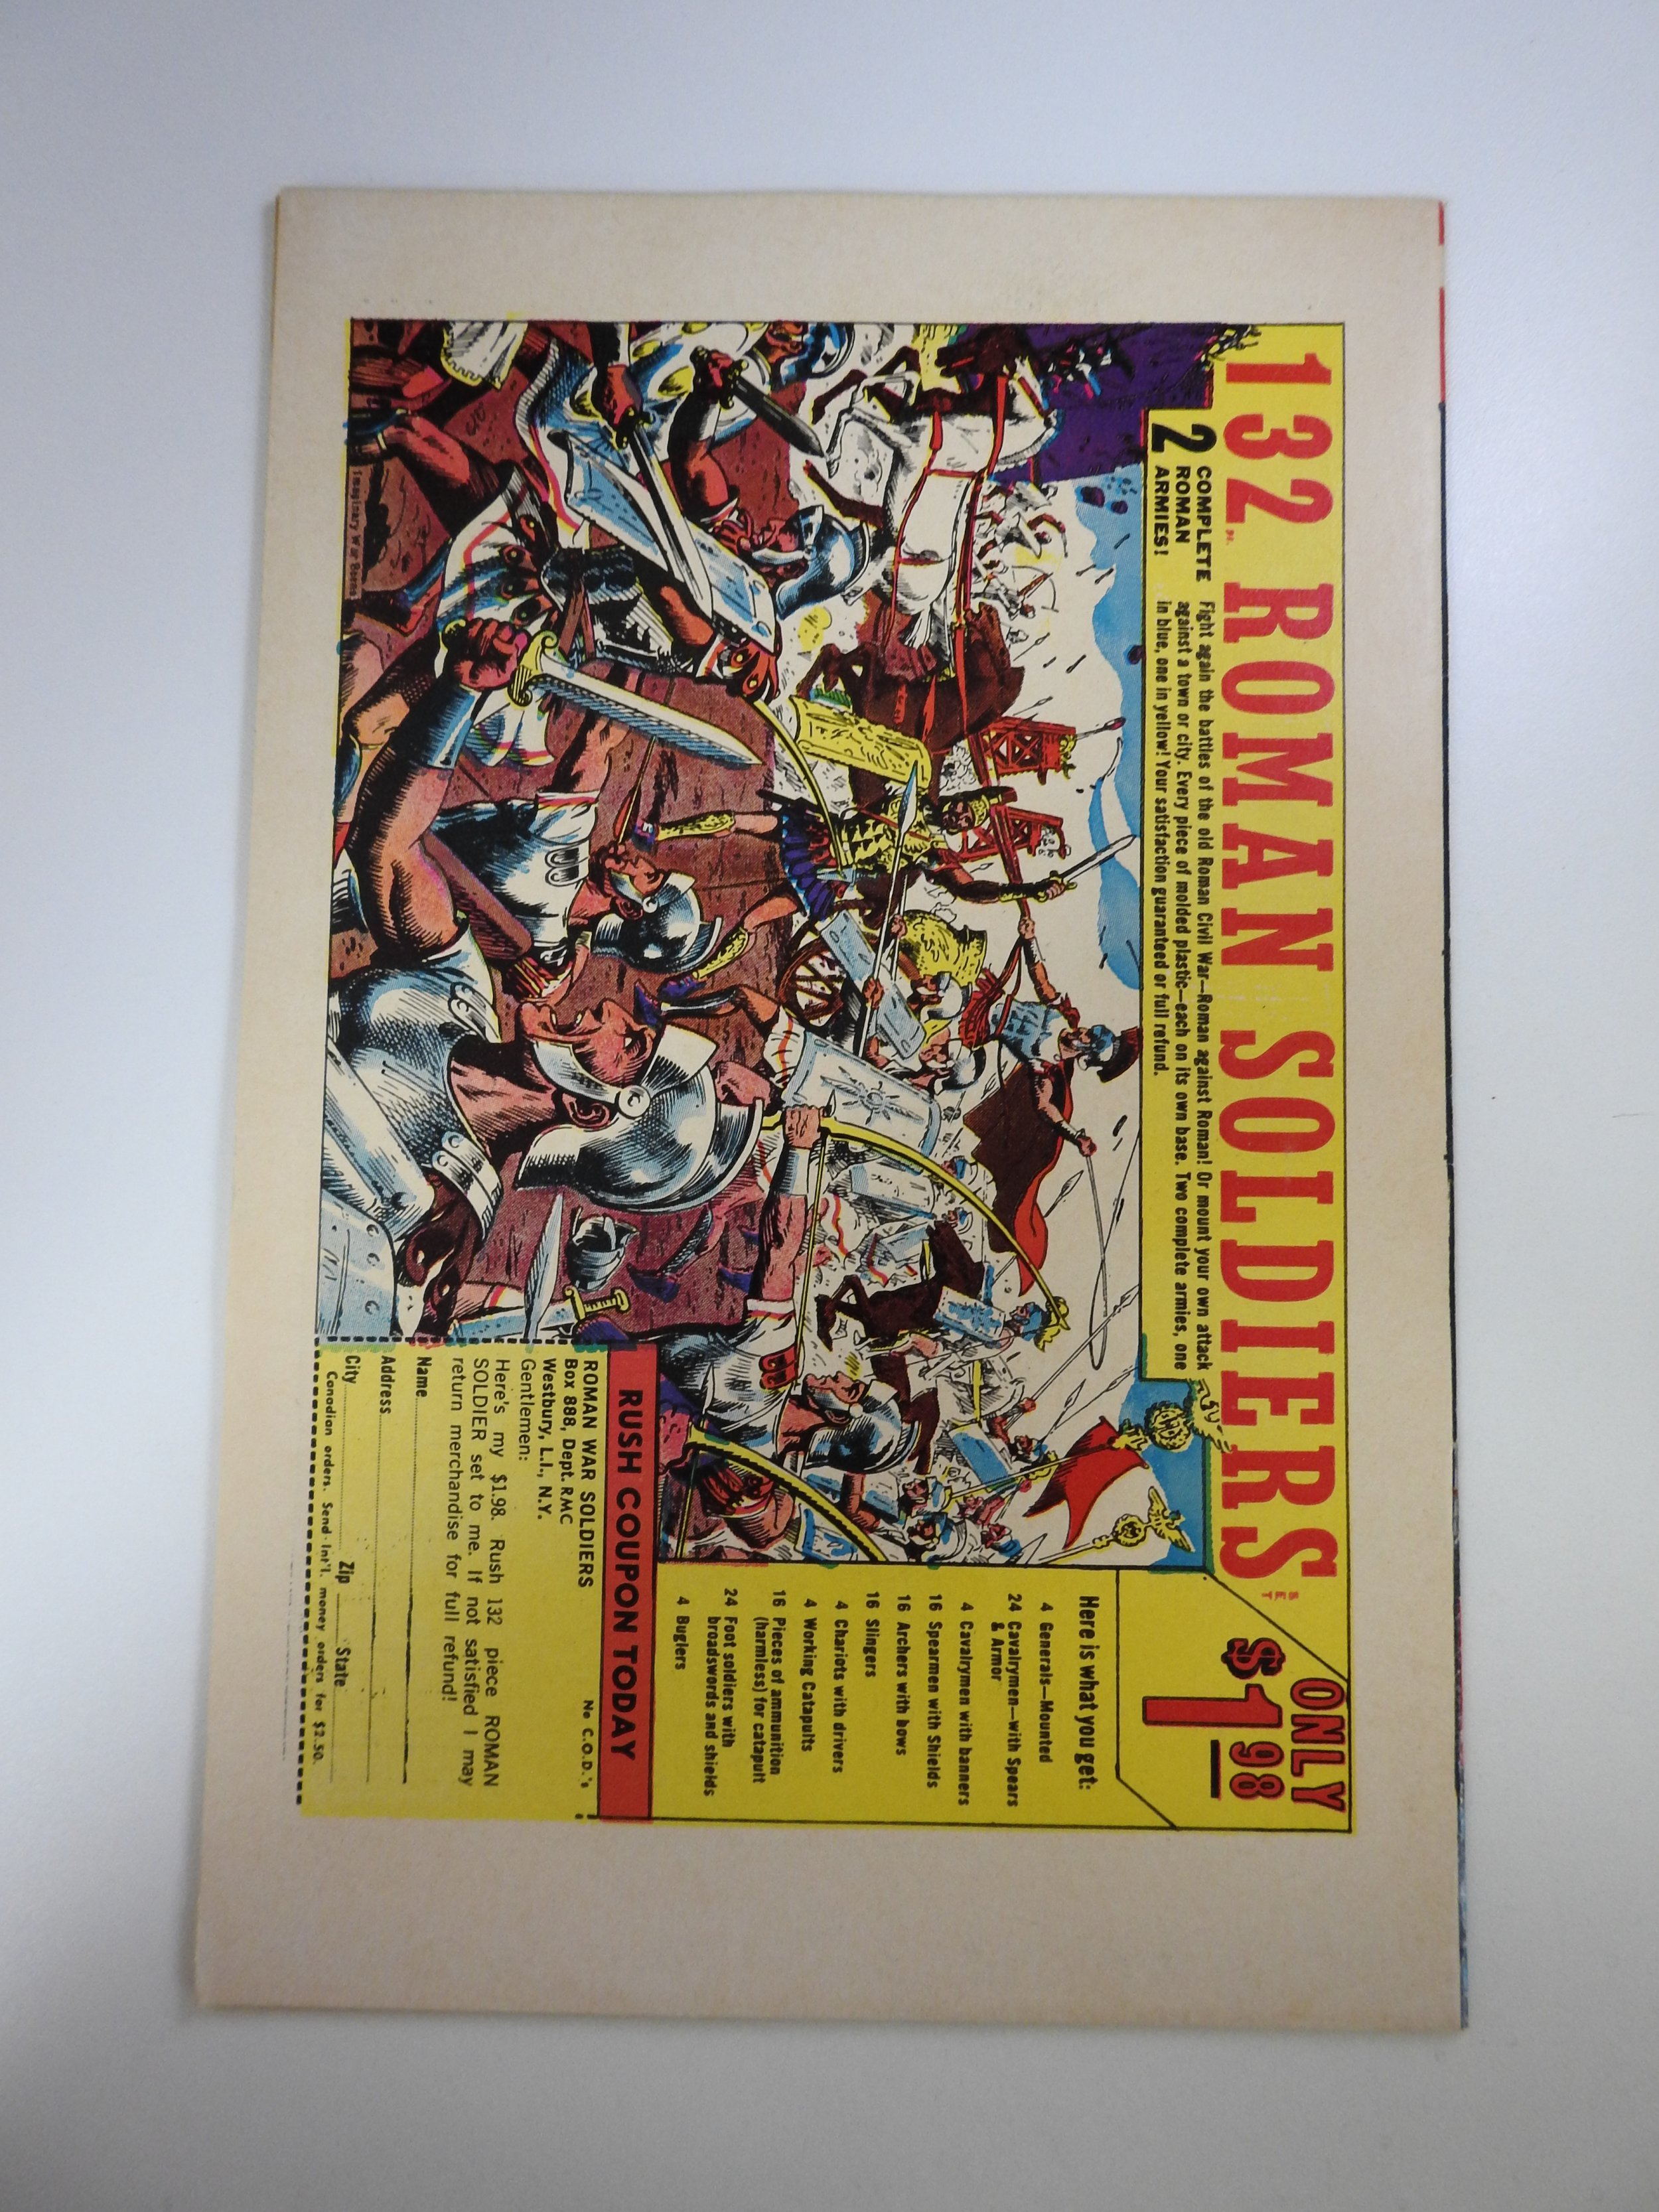 132 PC. ROMAN SOLDIERS SET
ONLY
$1 98
2 COMPLETE
ROMAN
ARMIES!
Fight again the battles of the old Roman Civil War—Roman against Roman! Or mount your own attack
against a town or city. Every piece of molded plastic—each on its own base. Two complete armies, one
in blue, one in yellow! Your satisfaction guaranteed or full refund.
Here is what you get:
4 Generals—Mounted
24 Cavalrymen—with Spears
& Armor
4 Cavalrymen with banners
16 Spearmen with Shields
16 Archers with bows
16 Slingers
4 Chariots with drivers
4 Working Catapults
16 Pieces of ammunition
(harmless) for catapult
24 Foot soldiers with
broadswords and shields
4 Buglers
Imaginary War Scenes
RUSH COUPON TODAY
ROMAN WAR SOLDIERS No C.O.D.'s
Box 888, Dept. RMC
Westbury, L.I., N.Y.
Gentlemen:
Here's my $1.98. Rush 132 piece ROMAN
SOLDIER set to me. If not satisfied I may
return merchandise for full refund!
Name
Address
City Zip State
Canadian orders. Send Int'l. money orders for $2.50.